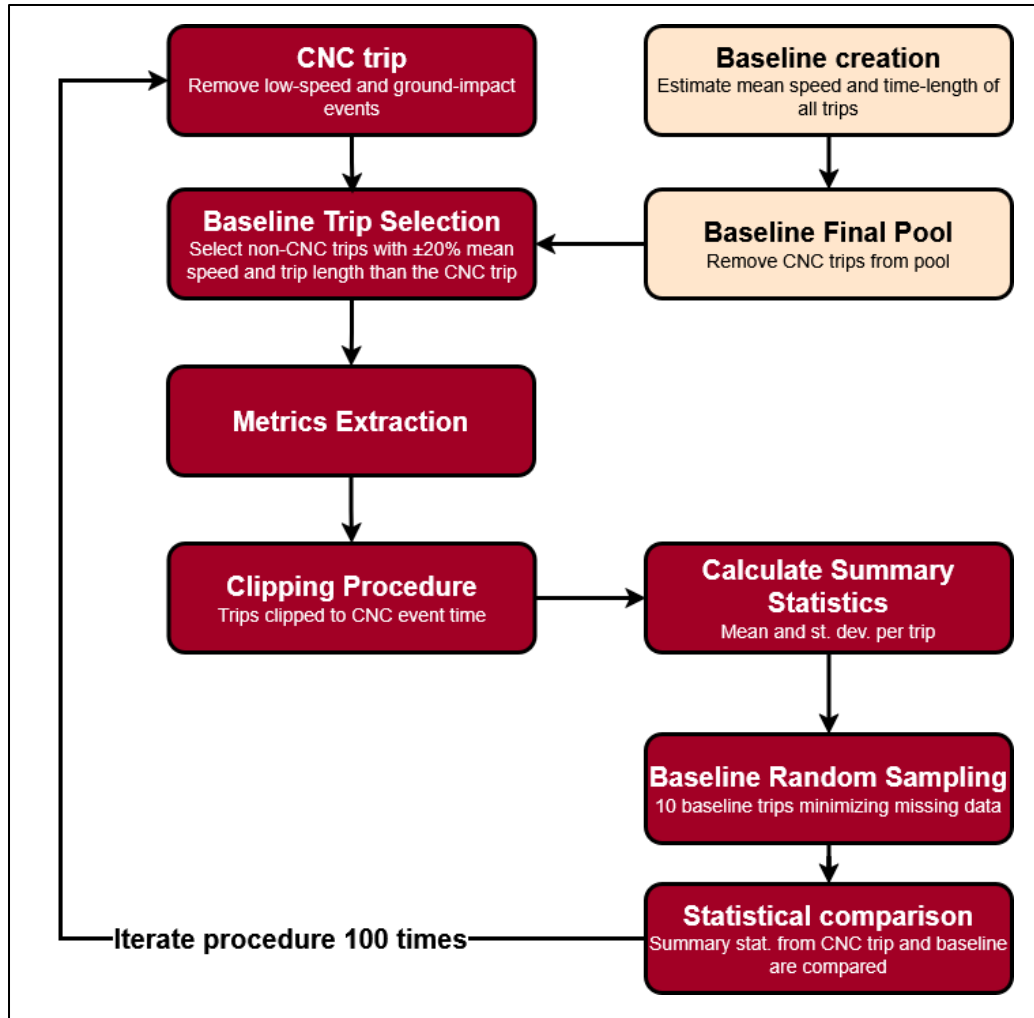 CNC trip
Remove low-speed and ground-impact
events
Baseline creation
Estimate mean speed and time-length of
all trips
Baseline Trip Selection
Select non-CNC trips with ±20% mean
speed and trip length than the CNC trip
Baseline Final Pool
Remove CNC trips from pool
Metrics Extraction
Clipping Procedure
Trips clipped to CNC event time
Calculate Summary
Statistics
Mean and st. dev. per trip
Baseline Random Sampling
10 baseline trips minimizing missing data
Statistical comparison
Summary stat. from CNC trip and baseline
are compared
Iterate procedure 100 times